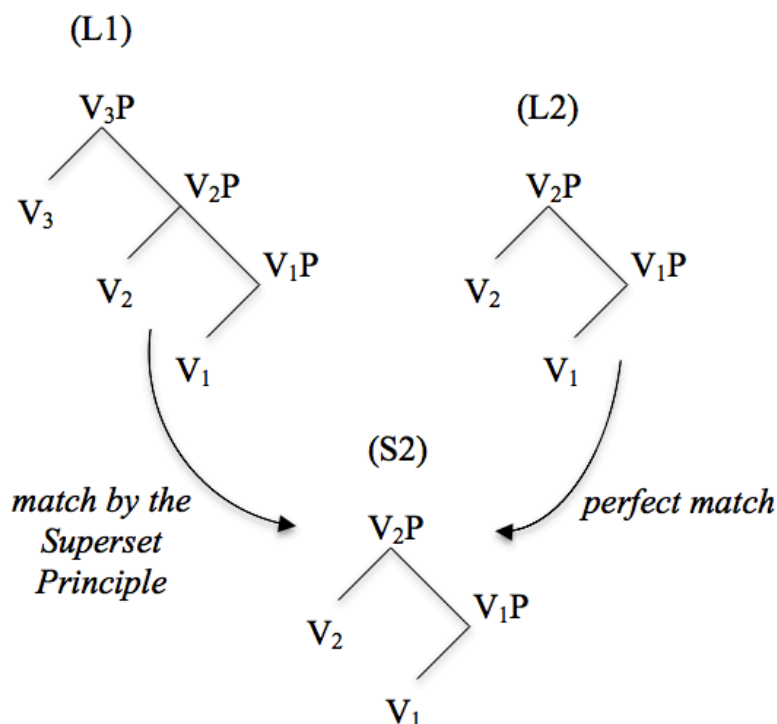 (L1)
V₃P
V₃
V₂P
V₂
V₁P
V₁
(L2)
V₂P
V₂
V₁P
V₁
match by the
Superset
Principle
perfect match
(S2)
V₂P
V₂
V₁P
V₁